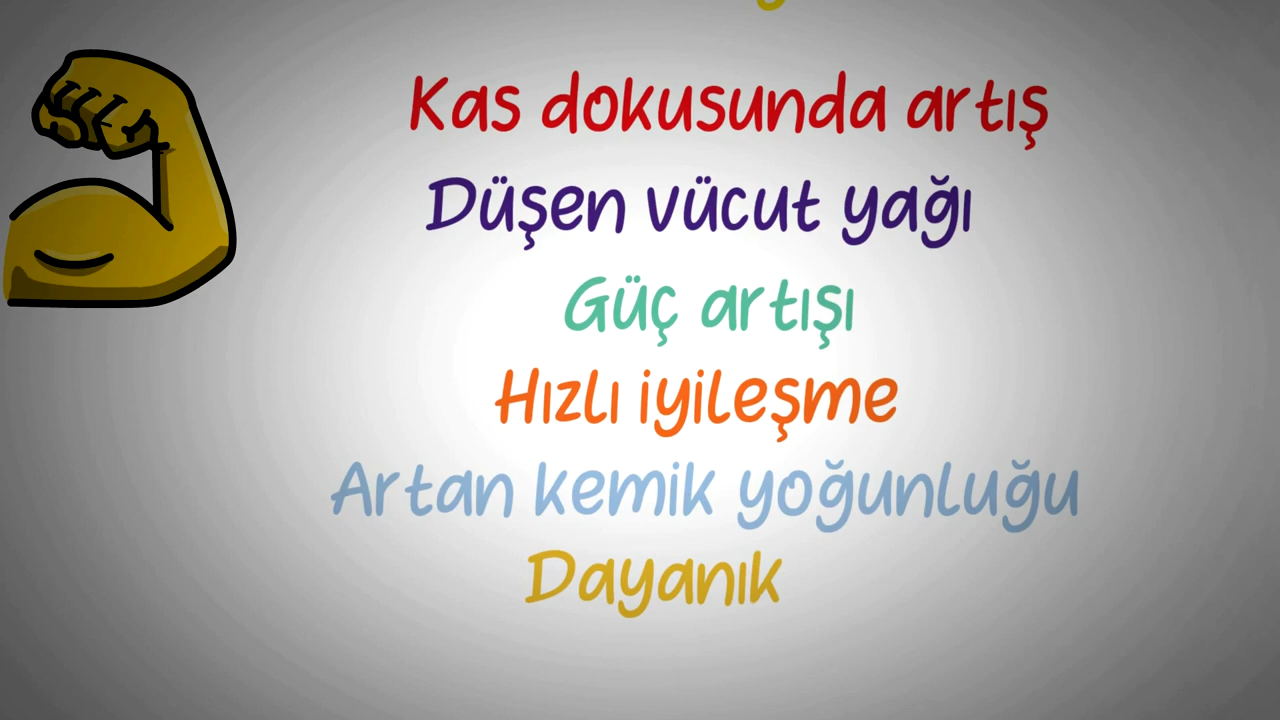 Kas dokusunda artış
Düşen vücut yağı
Güç artışı
Hızlı iyileşme
Artan kemik yoğunluğu
Dayanık